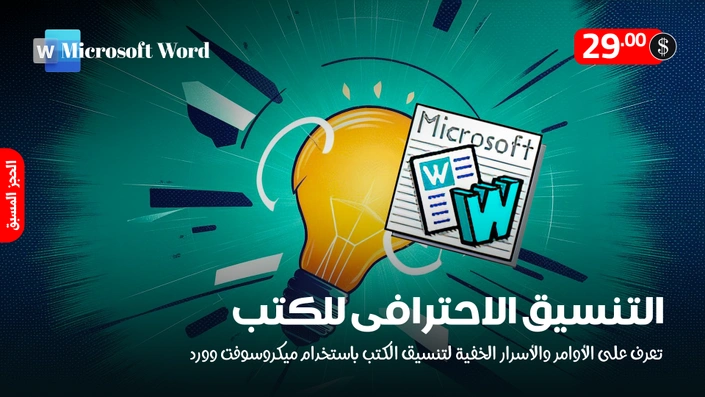 W Microsoft Word
29.00 $
الحجز المسبق
Microsoft
W
W
التنسيق الاحترافى للكتب
تعرف على الأوامر والأسرار الخفية لتنسيق الكتب باستخدام ميكروسوفت وورد